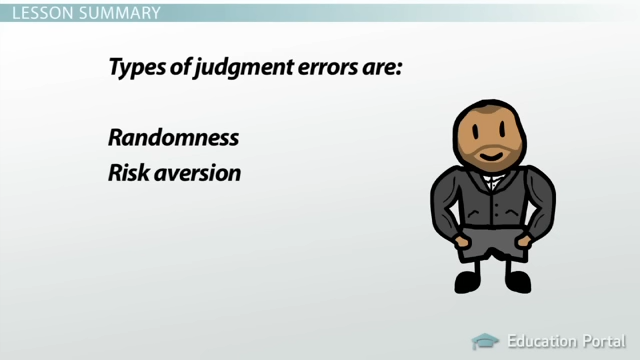 LESSON SUMMARY
Types of judgment errors are:
Randomness
Risk aversion
Education Portal